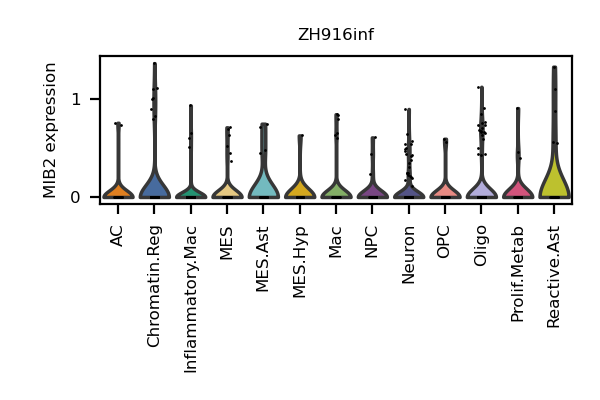 ZH916inf
MIB2 expression
1
0
AC
Chromatin.Reg
Inflammatory.Mac
MES
MES.Ast
MES.Hyp
Mac
NPC
Neuron
OPC
Oligo
Prolif.Metab
Reactive.Ast